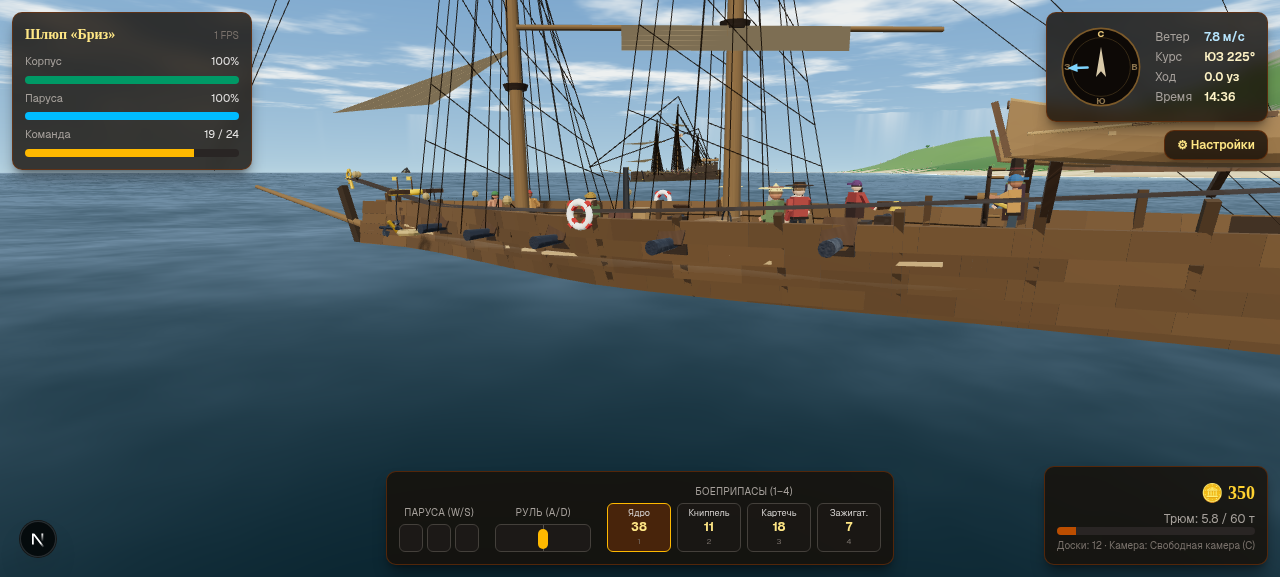 Шлюп «Бриз» 1 FPS
Корпус 100%
Паруса 100%
Команда 19 / 24
С
З В
Ю
Ветер 7.8 м/с
Курс ЮЗ 225°
Ход 0.0 уз
Время 14:36
⚙ Настройки
ПАРУСА (W/S)
РУЛЬ (A/D)
БОЕПРИПАСЫ (1–4)
Ядро Книппель Картечь Зажигат.
38 11 18 7
1 2 3 4
350
Трюм: 5.8 / 60 т
Доски: 12 · Камера: Свободная камера (C)
N